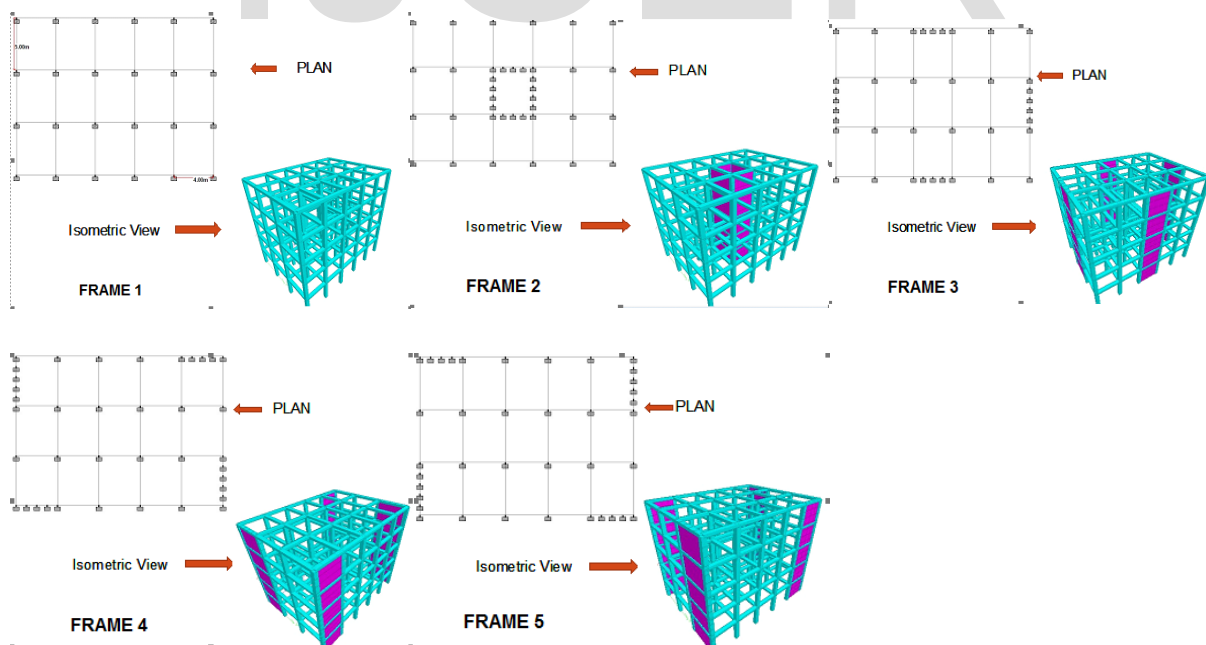 5.00m
PLAN
4.00m
Isometric View
FRAME 1
PLAN
Isometric View
FRAME 2
PLAN
Isometric View
FRAME 3
PLAN
Isometric View
FRAME 4
PLAN
Isometric View
FRAME 5